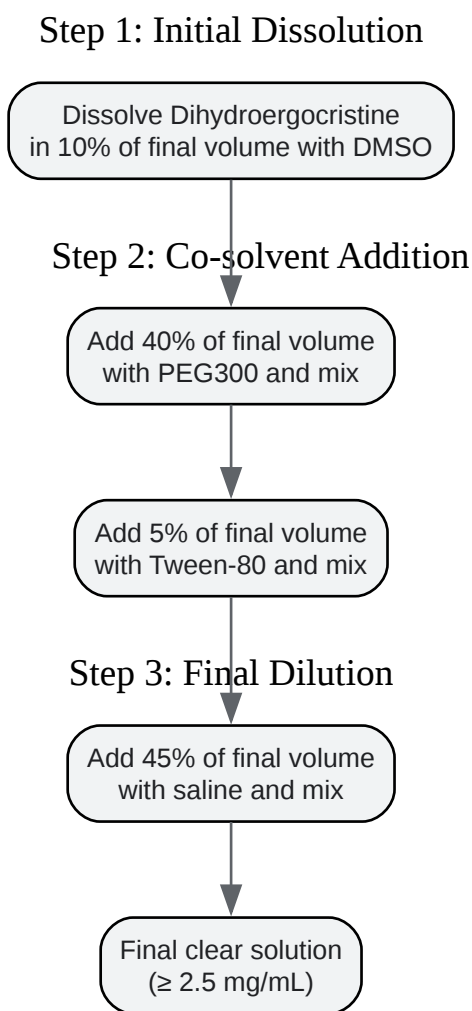 Step 1: Initial Dissolution
Dissolve Dihydroergocristine
in 10% of final volume with DMSO
Step 2: Co-solvent Addition
Add 40% of final volume
with PEG300 and mix
Add 5% of final volume
with Tween-80 and mix
Step 3: Final Dilution
Add 45% of final volume
with saline and mix
Final clear solution
(≥ 2.5 mg/mL)